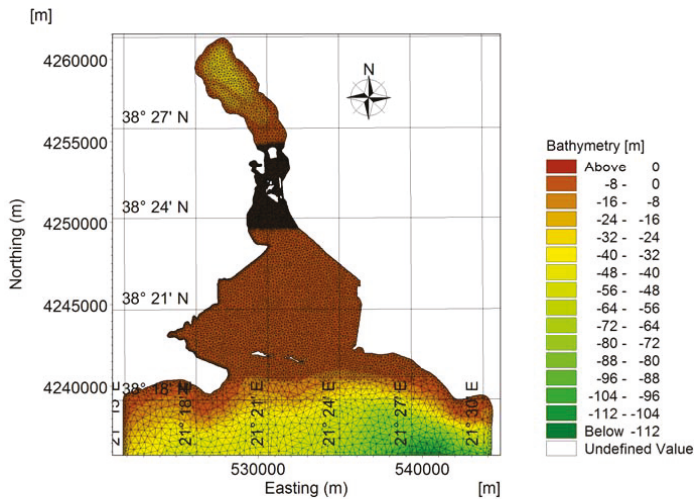 [m]
4260000
N
38° 27' N
4255000
38° 24' N
4250000
38° 21' N
4245000
38° 18' N
4240000
Northing (m)
21° 15' E
21° 18' E
21° 21' E
21° 24' E
21° 27' E
21° 30' E
530000
540000
Easting (m)
[m]
Bathymetry [m]
Above 0
-8 - 0
-16 - -8
-24 - -16
-32 - -24
-40 - -32
-48 - -40
-56 - -48
-64 - -56
-72 - -64
-80 - -72
-88 - -80
-96 - -88
-104 - -96
-112 - -104
Below -112
Undefined Value